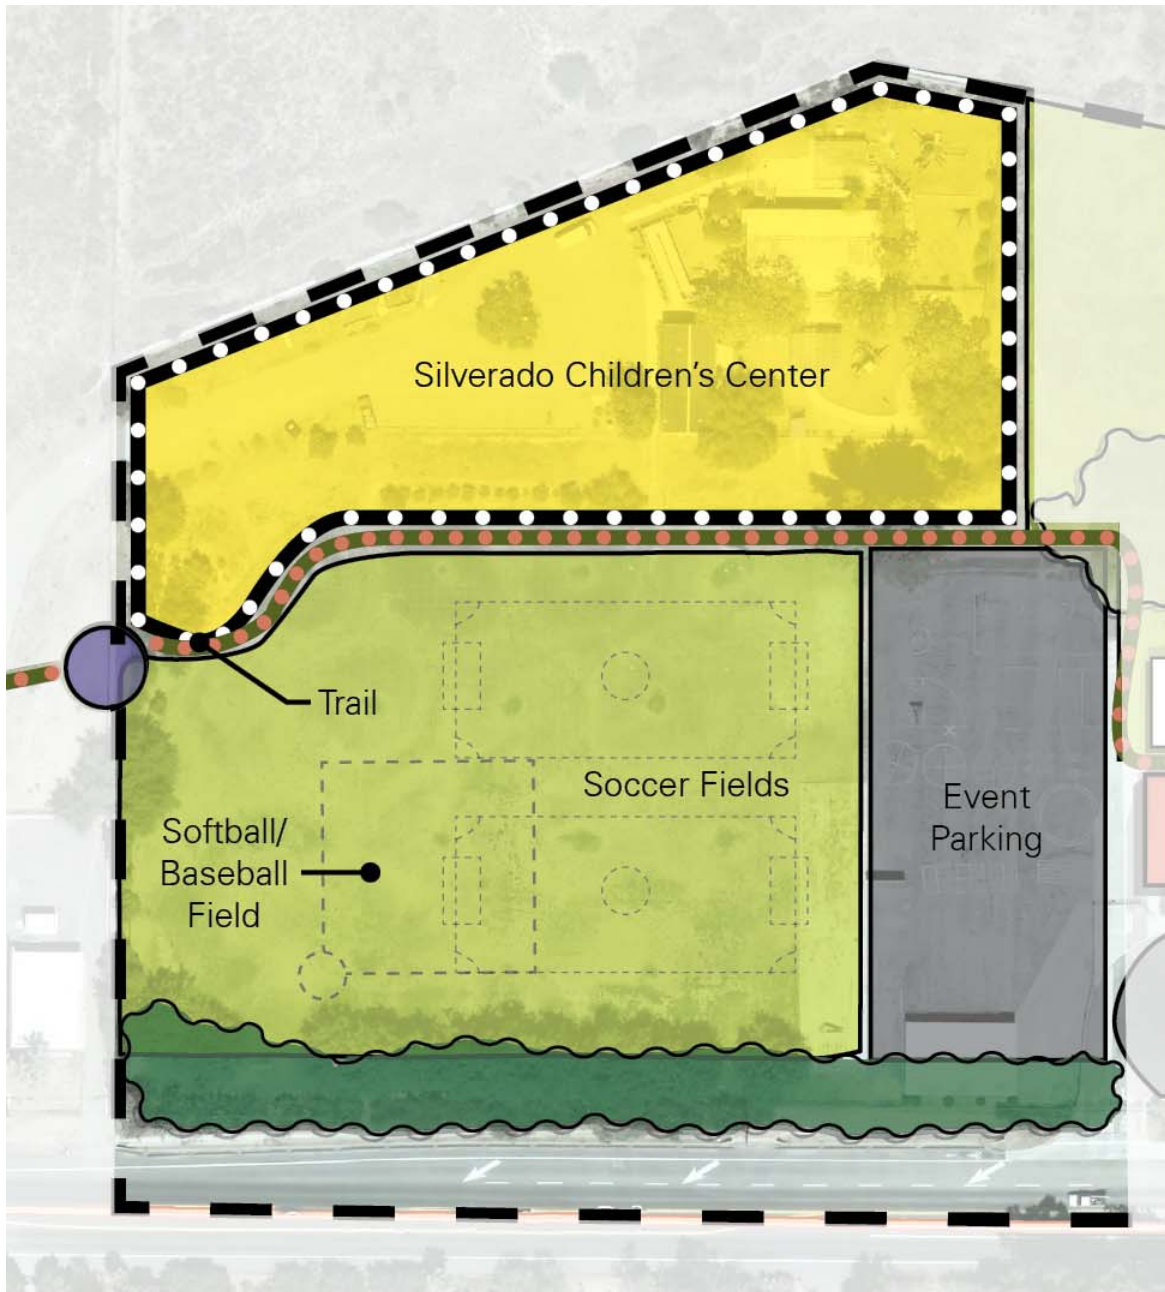 Silverado Children's Center
Trail
Soccer Fields
Softball/
Baseball
Field
Event
Parking